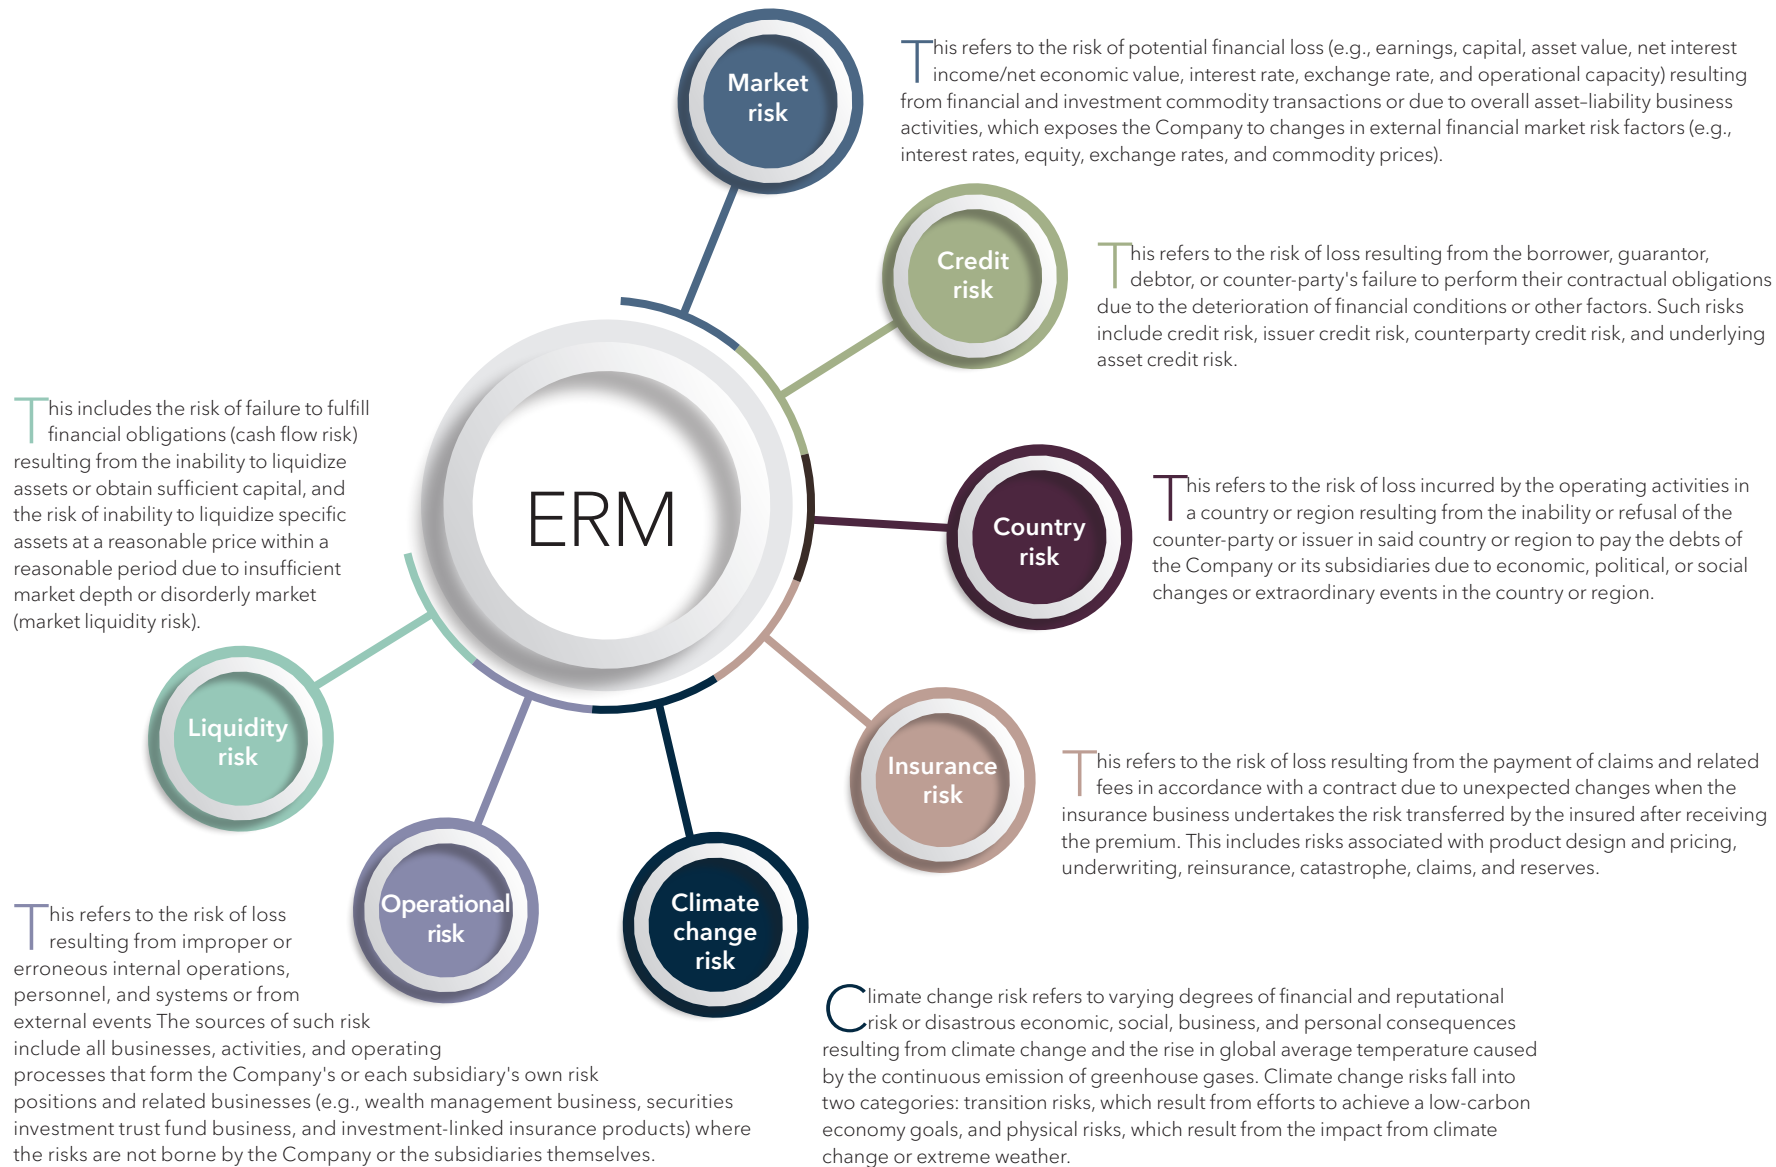 Market
risk
This refers to the risk of potential financial loss (e.g., earnings, capital, asset value, net interest
income/net economic value, interest rate, exchange rate, and operational capacity) resulting
from financial and investment commodity transactions or due to overall asset–liability business
activities, which exposes the Company to changes in external financial market risk factors (e.g.,
interest rates, equity, exchange rates, and commodity prices).
Credit
risk
This refers to the risk of loss resulting from the borrower, guarantor,
debtor, or counter-party's failure to perform their contractual obligations
due to the deterioration of financial conditions or other factors. Such risks
include credit risk, issuer credit risk, counterparty credit risk, and underlying
asset credit risk.
ERM
Country
risk
This refers to the risk of loss incurred by the operating activities in
a country or region resulting from the inability or refusal of the
counter-party or issuer in said country or region to pay the debts of
the Company or its subsidiaries due to economic, political, or social
changes or extraordinary events in the country or region.
This includes the risk of failure to fulfill
financial obligations (cash flow risk)
resulting from the inability to liquidize
assets or obtain sufficient capital, and
the risk of inability to liquidize specific
assets at a reasonable price within a
reasonable period due to insufficient
market depth or disorderly market
(market liquidity risk).
Liquidity
risk
Insurance
risk
This refers to the risk of loss resulting from the payment of claims and related
fees in accordance with a contract due to unexpected changes when the
insurance business undertakes the risk transferred by the insured after receiving
the premium. This includes risks associated with product design and pricing,
underwriting, reinsurance, catastrophe, claims, and reserves.
Operational
risk
This refers to the risk of loss
resulting from improper or
erroneous internal operations,
personnel, and systems or from
external events The sources of such risk
include all businesses, activities, and operating
processes that form the Company's or each subsidiary's own risk
positions and related businesses (e.g., wealth management business, securities
investment trust fund business, and investment-linked insurance products) where
the risks are not borne by the Company or the subsidiaries themselves.
Climate
change
risk
Climate change risk refers to varying degrees of financial and reputational
risk or disastrous economic, social, business, and personal consequences
resulting from climate change and the rise in global average temperature caused
by the continuous emission of greenhouse gases. Climate change risks fall into
two categories: transition risks, which result from efforts to achieve a low-carbon
economy goals, and physical risks, which result from the impact from climate
change or extreme weather.